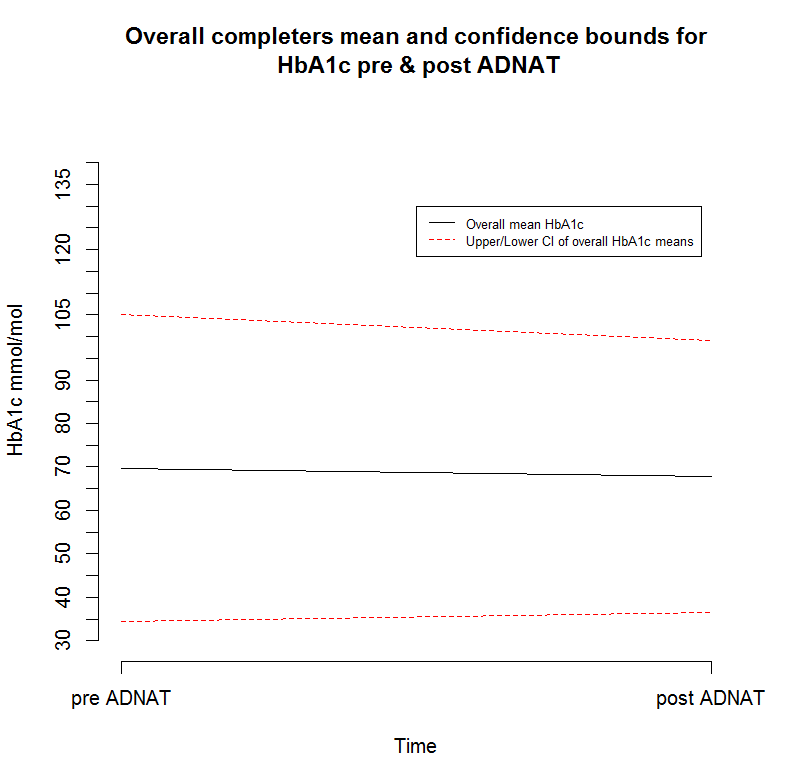 Overall completers mean and confidence bounds for
HbA1c pre & post ADNAT
135
120
105
90
80
70
60
50
40
30
HbA1c mmol/mol
Overall mean HbA1c
Upper/Lower CI of overall HbA1c means
pre ADNAT
post ADNAT
Time